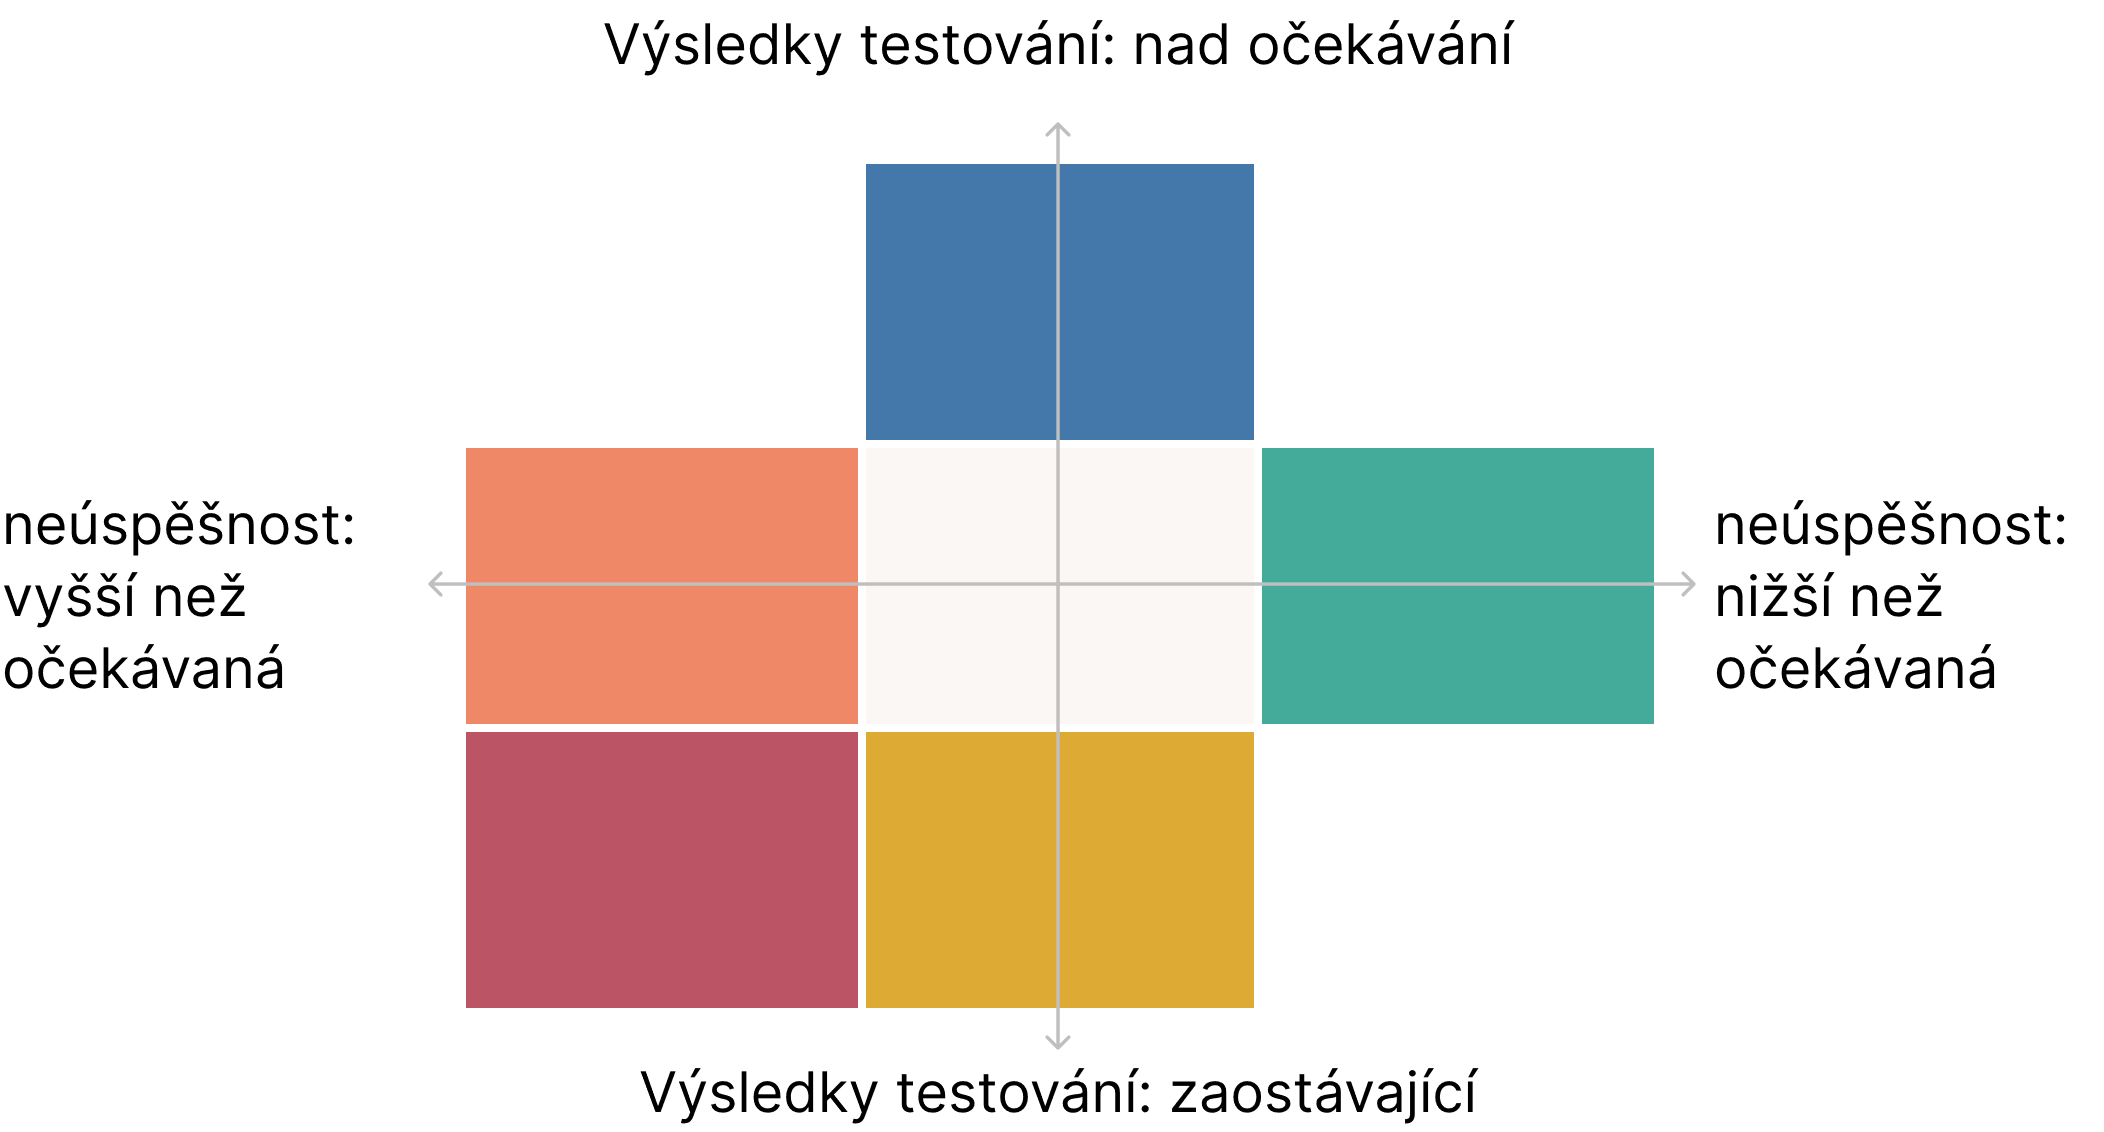 Výsledky testování: nad očekávání
neúspěšnost:
vyšší než
očekávaná
neúspěšnost:
nižší než
očekávaná
Výsledky testování: zaostávající